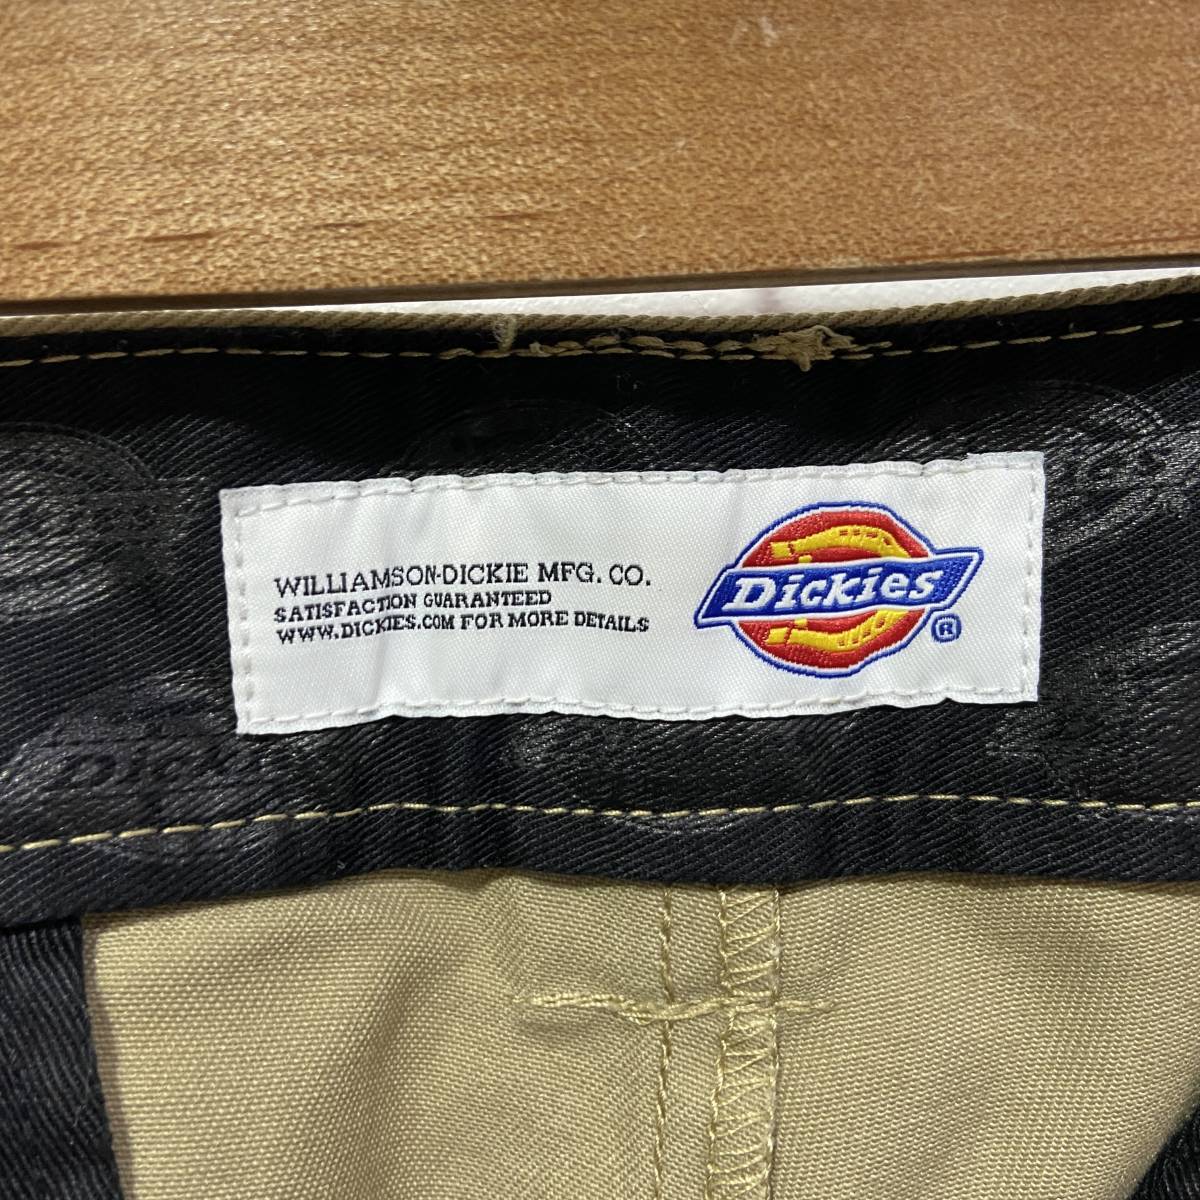 WILLIAMSON-DICKIE MFG. CO.
SATISFACTION GUARANTEED
WWW.DICKIES.COM FOR MORE DETAILS
Dickies
®